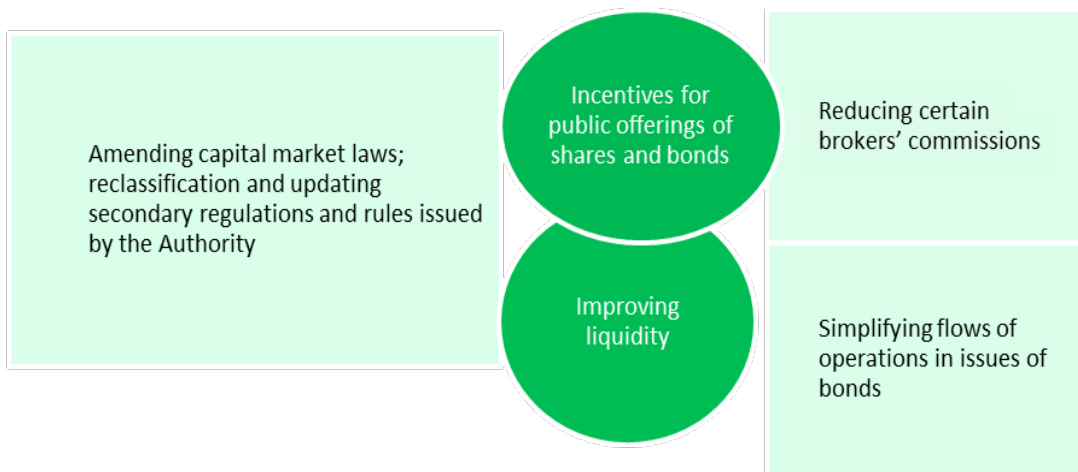 Amending capital market laws;
reclassification and updating
secondary regulations and rules issued
by the Authority
Incentives for
public offerings of
shares and bonds
Improving
liquidity
Reducing certain
brokers’ commissions
Simplifying flows of
operations in issues of
bonds